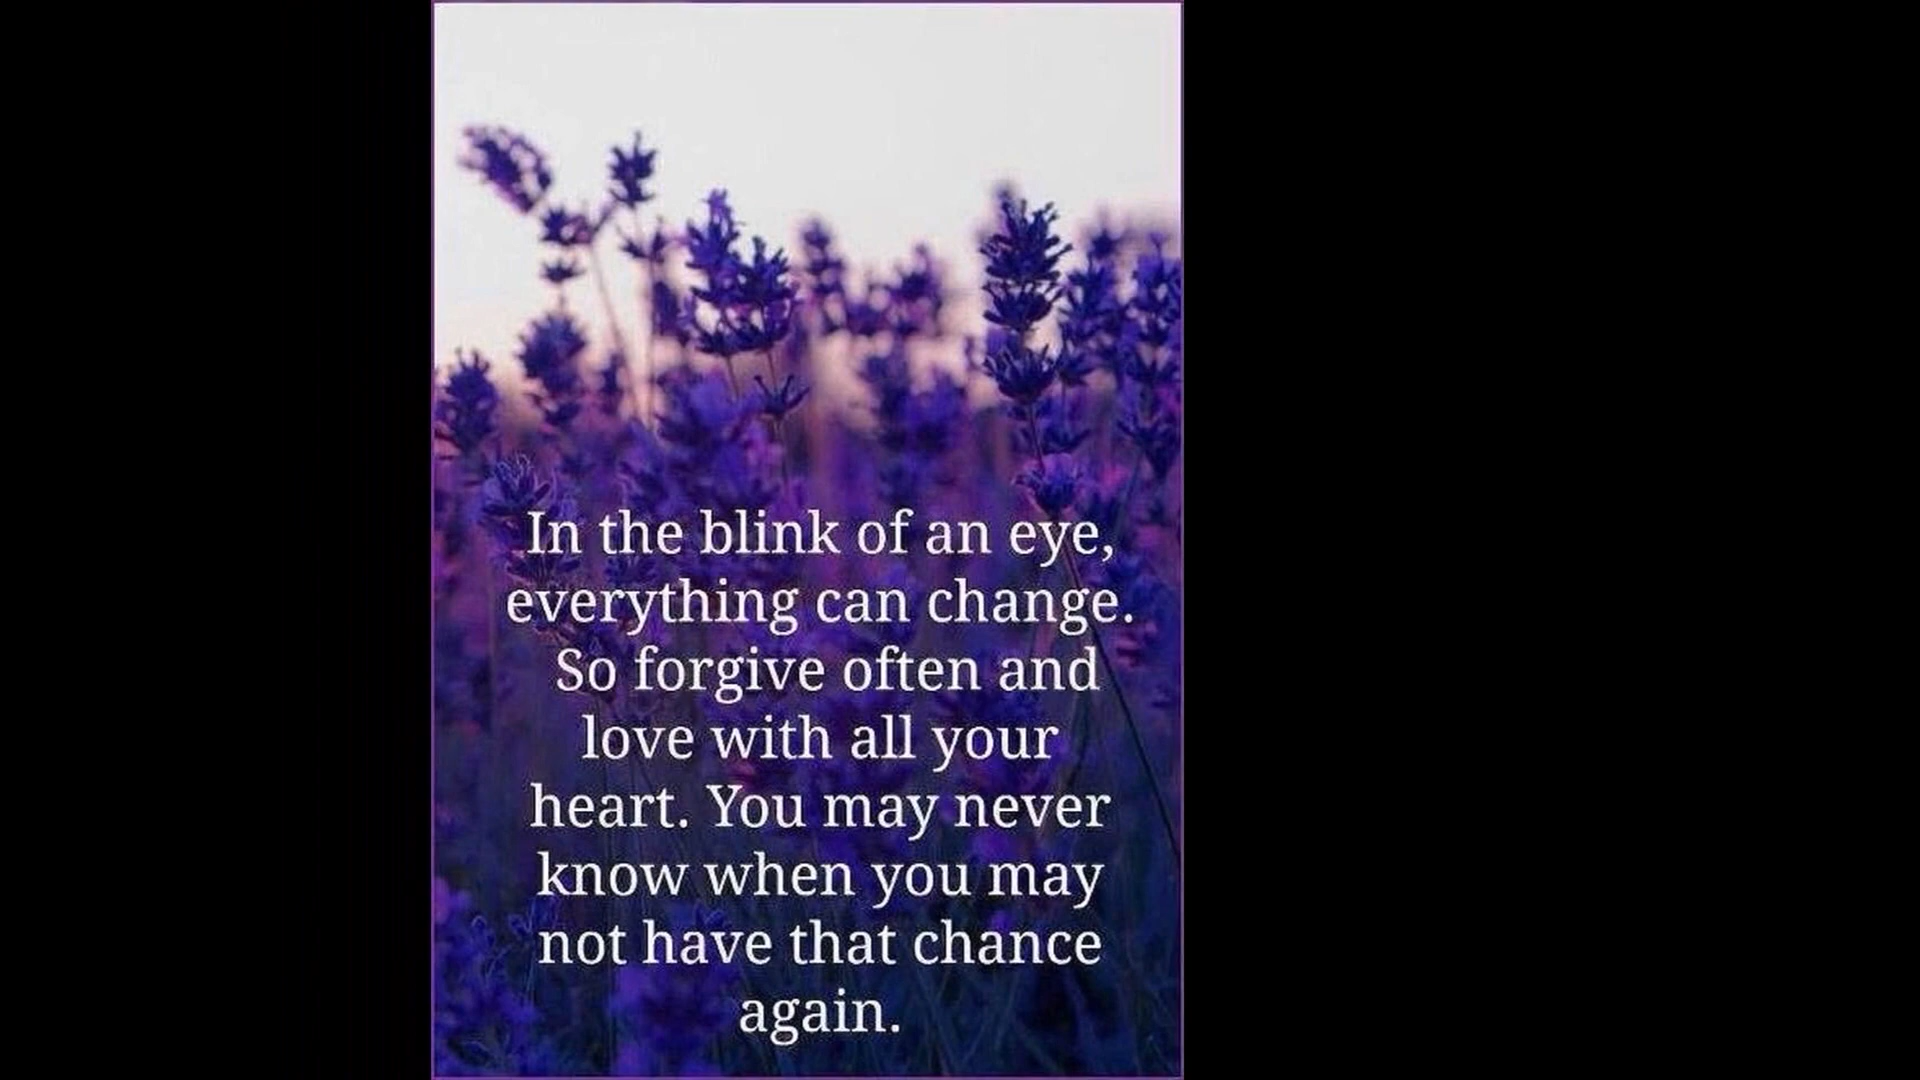 In the blink of an eye,
everything can change.
So forgive often and
love with all your
heart. You may never
know when you may
not have that chance
again.